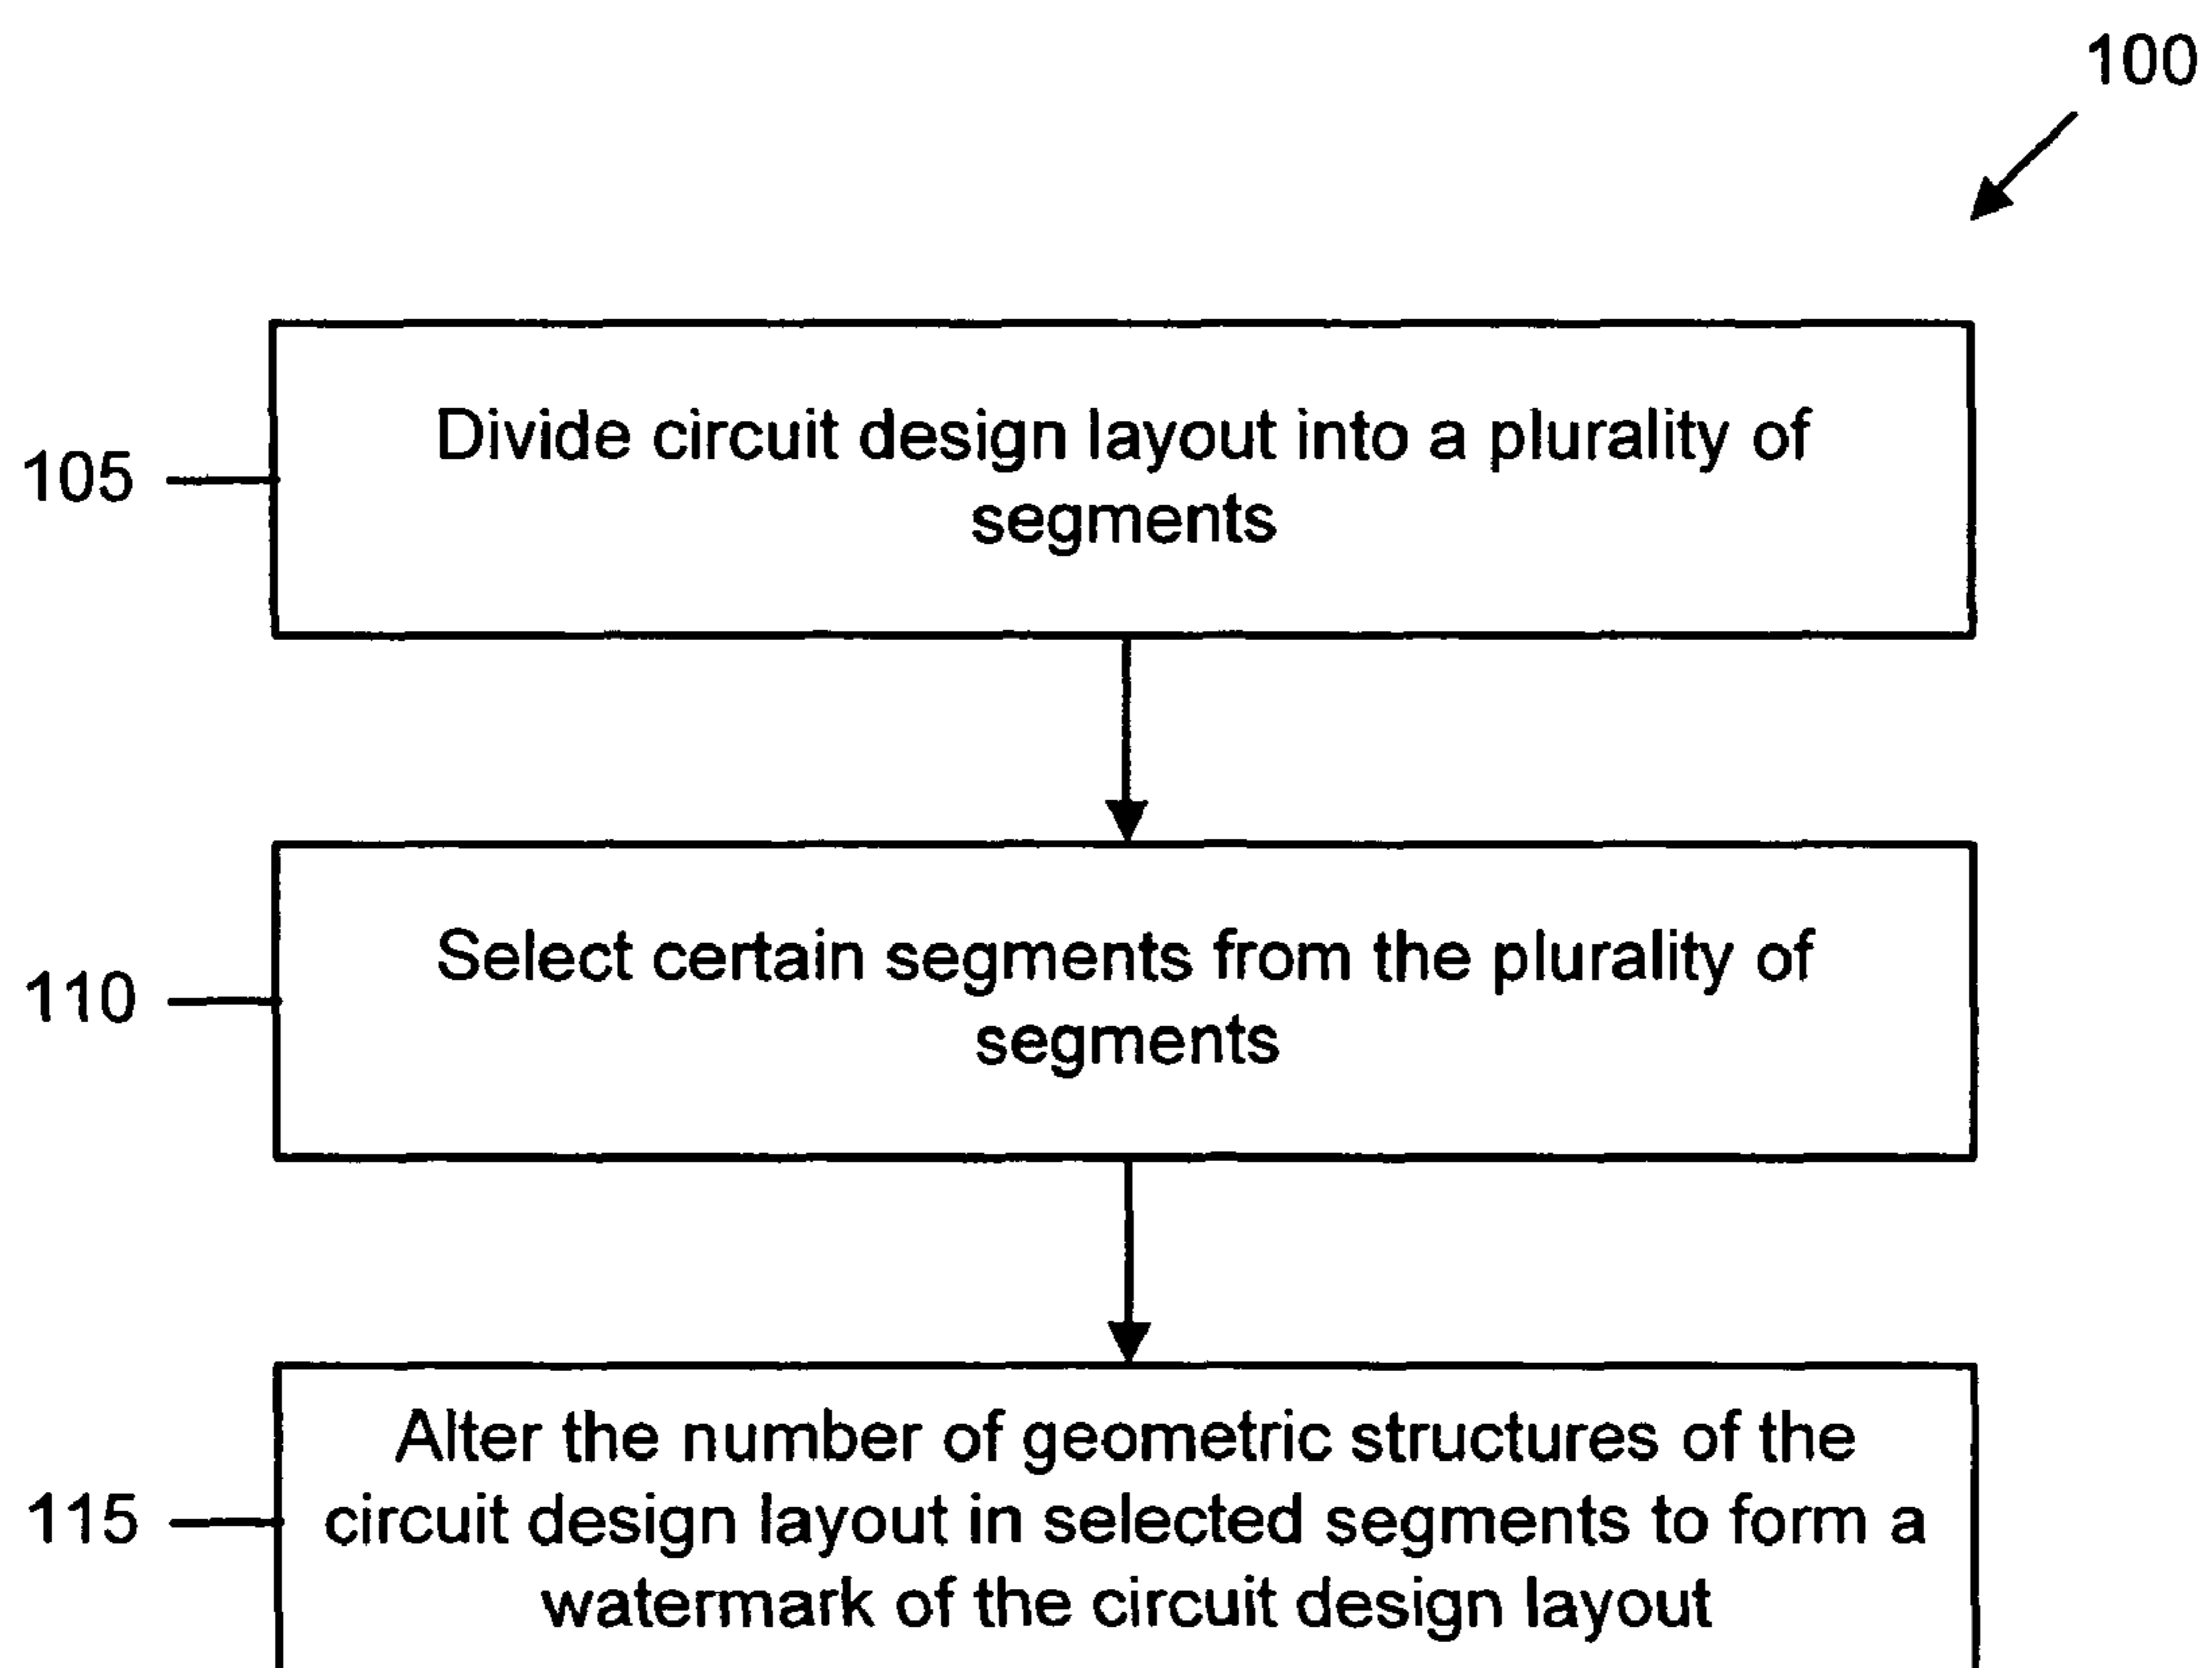 100
Divide circuit design layout into a plurality of
segments
105
Select certain segments from the plurality of
segments
110
Alter the number of geometric structures of the
circuit design layout in selected segments to form a
watermark of the circuit design layout
115